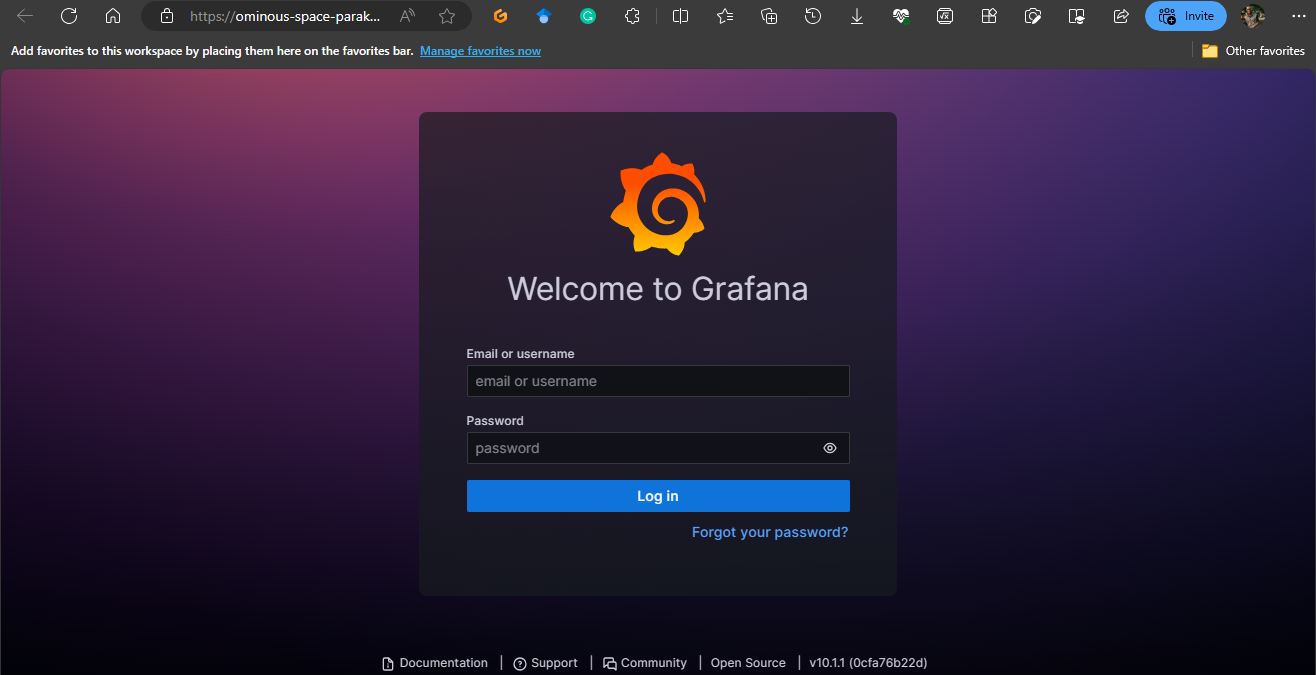 https://ominous-space-parak...
Invite
Add favorites to this workspace by placing them here on the favorites bar. Manage favorites now
Other favorites
Welcome to Grafana
Email or username
email or username
Password
password
Log in
Forgot your password?
Documentation | Support | Community | Open Source | v10.1.1 (0cfa76b22d)